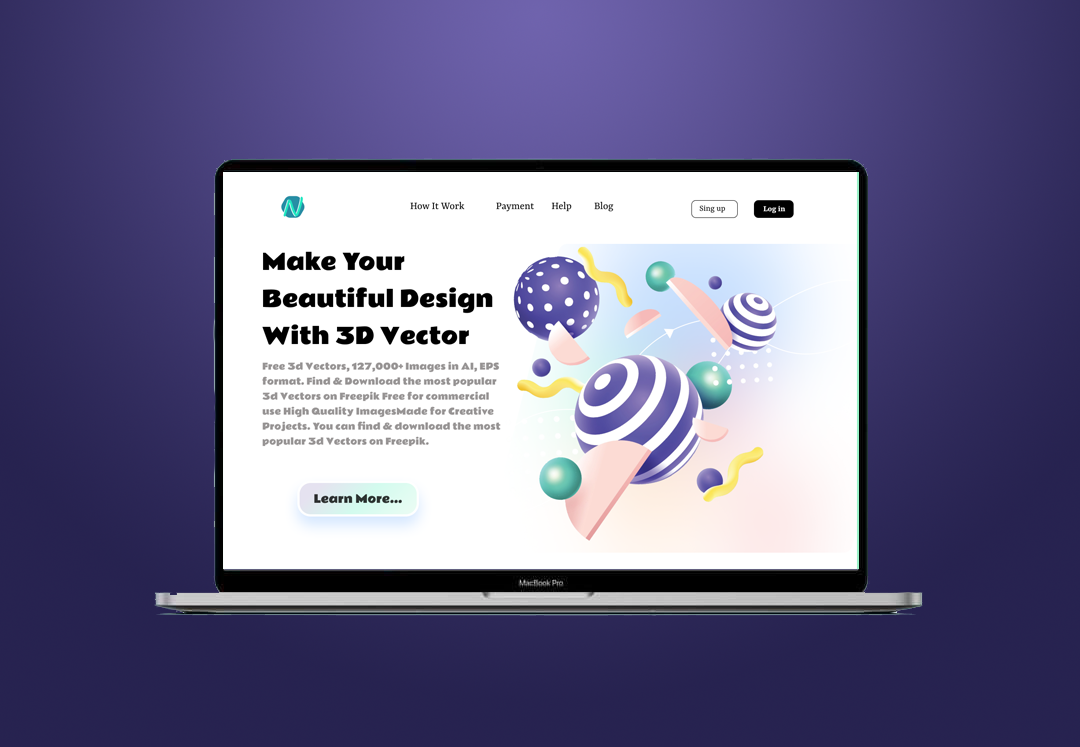 N
How It Work Payment Help Blog Sing up Log in
Make Your
Beautiful Design
With 3D Vector
Free 3d Vectors, 127,000+ Images in AI, EPS
format. Find & Download the most popular
3d Vectors on Freepik Free for commercial
use High Quality ImagesMade for Creative
Projects. You can find & download the most
popular 3d Vectors on Freepik.
Learn More...
MacBook Pro